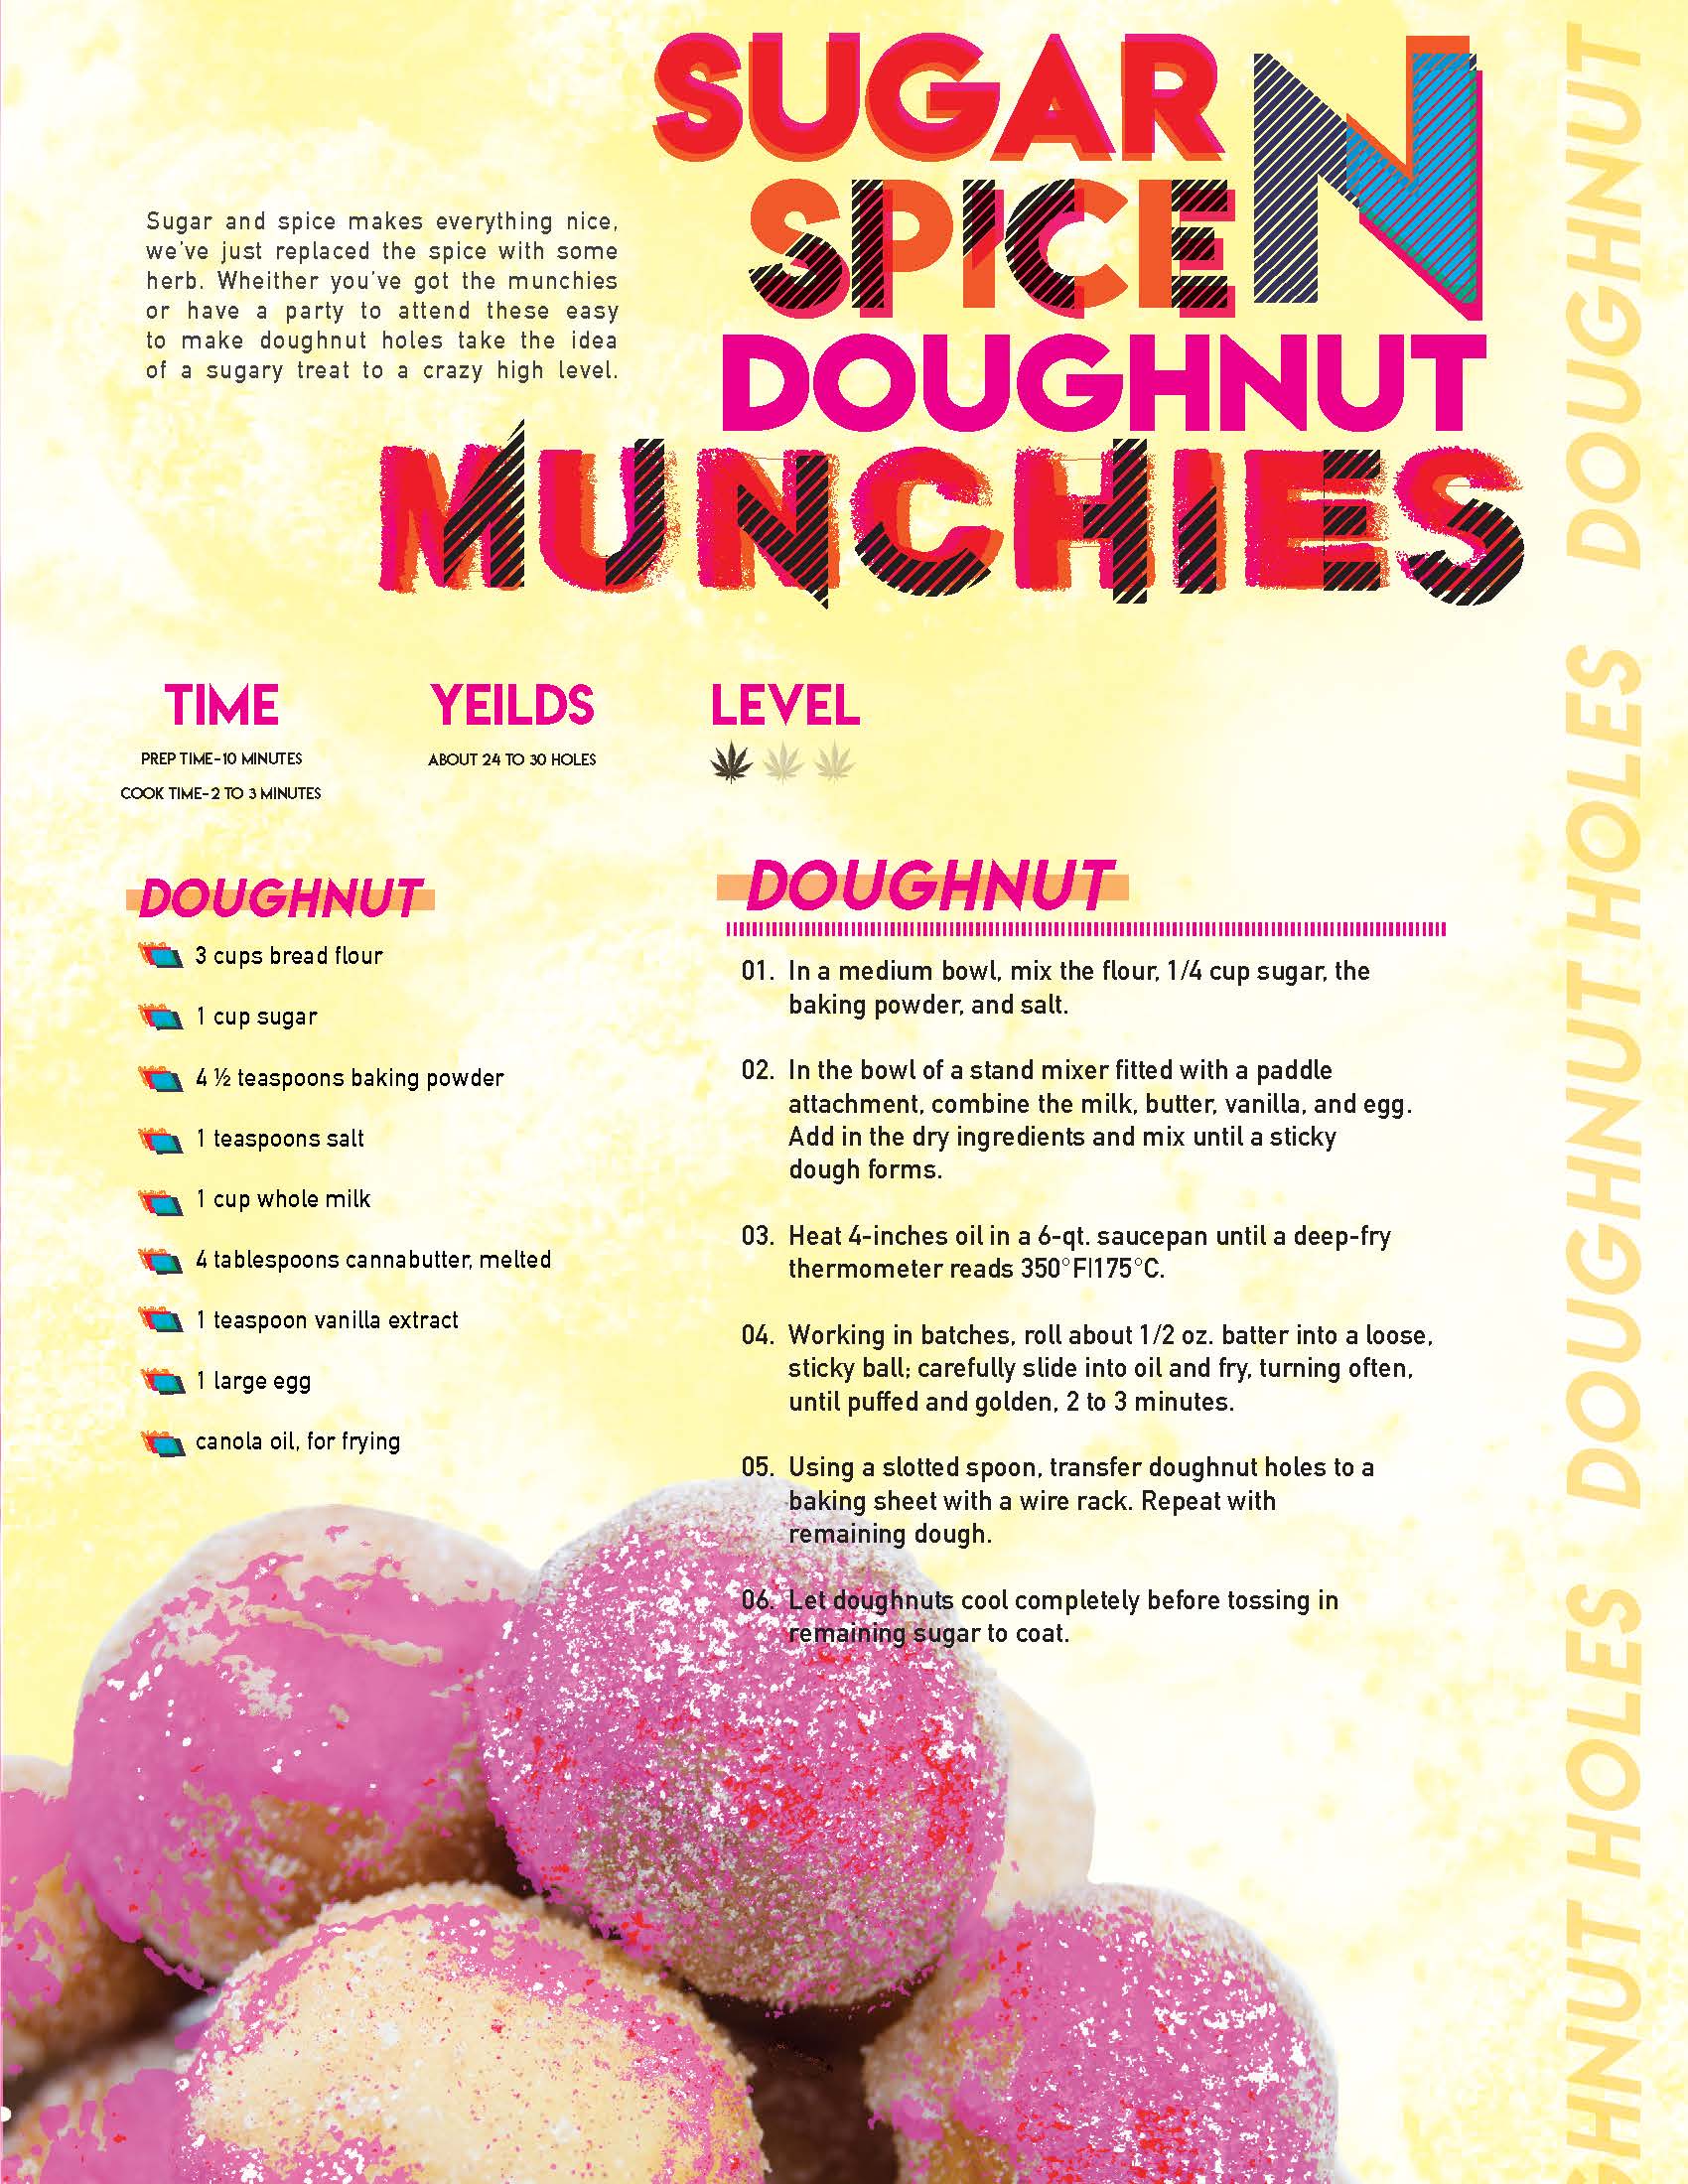 SUGAR N
SPICE
DOUGHNUT
MUNCHIES
Sugar and spice makes everything nice,
we've just replaced the spice with some
herb. Wheither you've got the munchies
or have a party to attend these easy
to make doughnut holes take the idea
of a sugary treat to a crazy high level.
TIME
PREP TIME-10 MINUTES
COOK TIME-2 TO 3 MINUTES
YEILDS
ABOUT 24 TO 30 HOLES
LEVEL
DOUGHNUT
3 cups bread flour
1 cup sugar
4 ½ teaspoons baking powder
1 teaspoons salt
1 cup whole milk
4 tablespoons cannabutter, melted
1 teaspoon vanilla extract
1 large egg
canola oil, for frying
DOUGHNUT
01. In a medium bowl, mix the flour, 1/4 cup sugar, the
baking powder, and salt.
02. In the bowl of a stand mixer fitted with a paddle
attachment, combine the milk, butter, vanilla, and egg.
Add in the dry ingredients and mix until a sticky
dough forms.
03. Heat 4-inches oil in a 6-qt. saucepan until a deep-fry
thermometer reads 350°F|175°C.
04. Working in batches, roll about 1/2 oz. batter into a loose,
sticky ball; carefully slide into oil and fry, turning often,
until puffed and golden, 2 to 3 minutes.
05. Using a slotted spoon, transfer doughnut holes to a
baking sheet with a wire rack. Repeat with
remaining dough.
06. Let doughnuts cool completely before tossing in
remaining sugar to coat.
HNUT HOLES DOUGHNUT HOLES DOUGHNUT